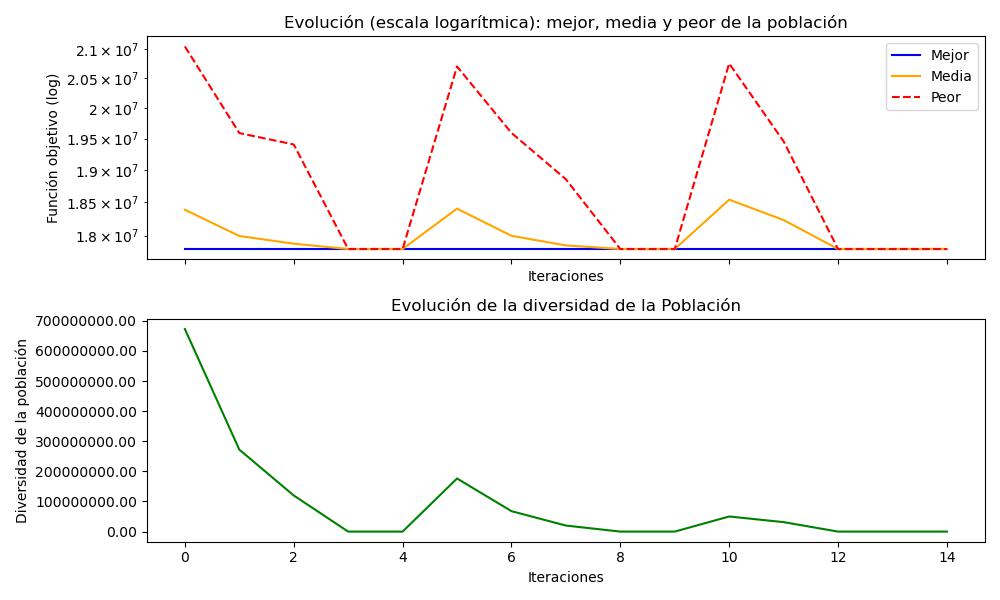 Evolución (escala logarítmica): mejor, media y peor de la población
Función objetivo (log)
2.1 × 10⁷
2.05 × 10⁷
2 × 10⁷
1.95 × 10⁷
1.9 × 10⁷
1.85 × 10⁷
1.8 × 10⁷
Mejor
Media
Peor
Iteraciones
Evolución de la diversidad de la Población
Diversidad de la población
700000000.00
600000000.00
500000000.00
400000000.00
300000000.00
200000000.00
100000000.00
0.00
0 2 4 6 8 10 12 14
Iteraciones